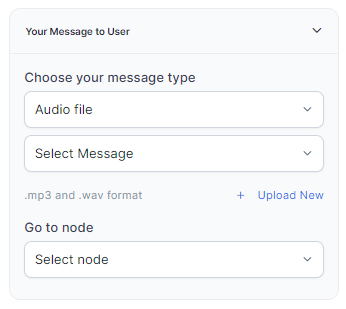 Your Message to User
Choose your message type
Audio file
Select Message
.mp3 and .wav format + Upload New
Go to node
Select node